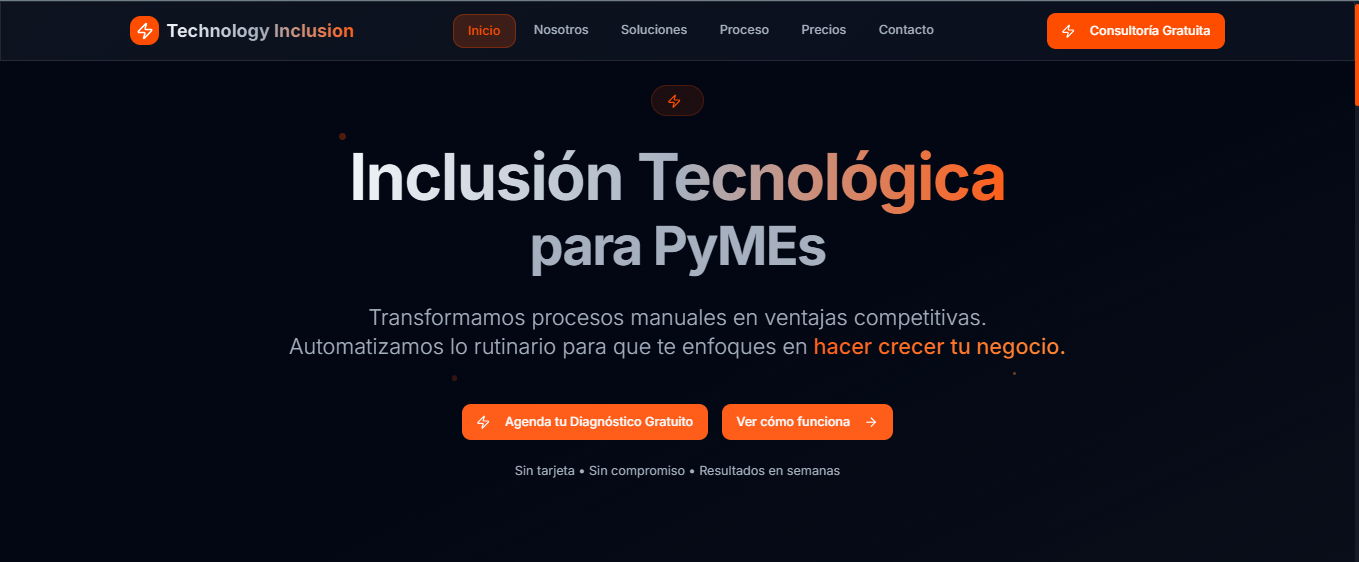 Technology Inclusion
Inicio
Nosotros
Soluciones
Proceso
Precios
Contacto
Consultoría Gratuita
Inclusión Tecnológica
para PyMEs
Transformamos procesos manuales en ventajas competitivas.
Automatizamos lo rutinario para que te enfoques en hacer crecer tu negocio.
Agenda tu Diagnóstico Gratuito
Ver cómo funciona
Sin tarjeta • Sin compromiso • Resultados en semanas